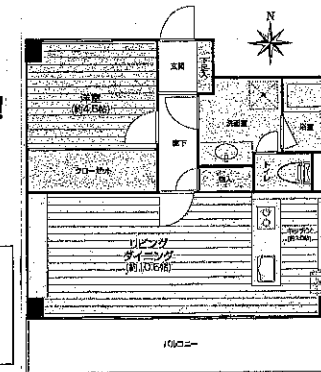 N
玄関
下足入
洋室
(約4.5帖)
洗面室
浴室
廊下
クローゼット
物入
リビング
ダイニング
(約10.6帖)
キッチン
バルコニー